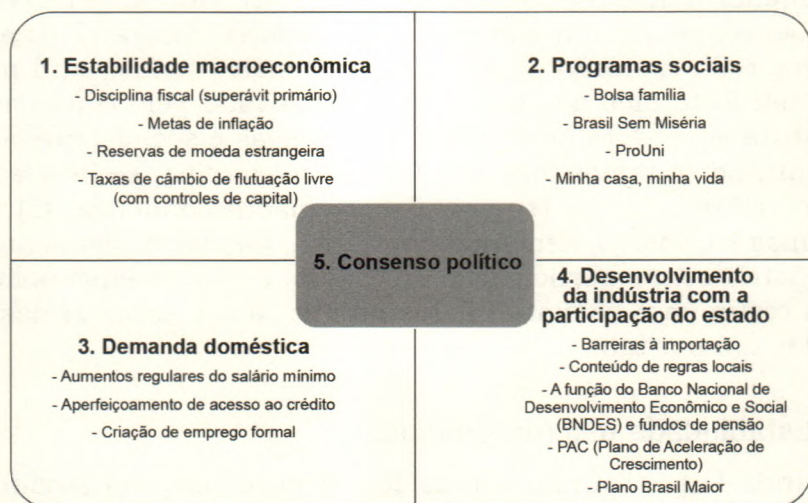 1. Estabilidade macroeconômica
- Disciplina fiscal (superávit primário)
- Metas de inflação
- Reservas de moeda estrangeira
- Taxas de câmbio de flutuação livre
(com controles de capital)
2. Programas sociais
- Bolsa família
- Brasil Sem Miséria
- ProUni
- Minha casa, minha vida
5. Consenso político
3. Demanda doméstica
- Aumentos regulares do salário mínimo
- Aperfeiçoamento de acesso ao crédito
- Criação de emprego formal
4. Desenvolvimento
da indústria com a
participação do estado
- Barreiras à importação
- Conteúdo de regras locais
- A função do Banco Nacional de
Desenvolvimento Econômico e Social
(BNDES) e fundos de pensão
- PAC (Plano de Aceleração de
Crescimento)
- Plano Brasil Maior